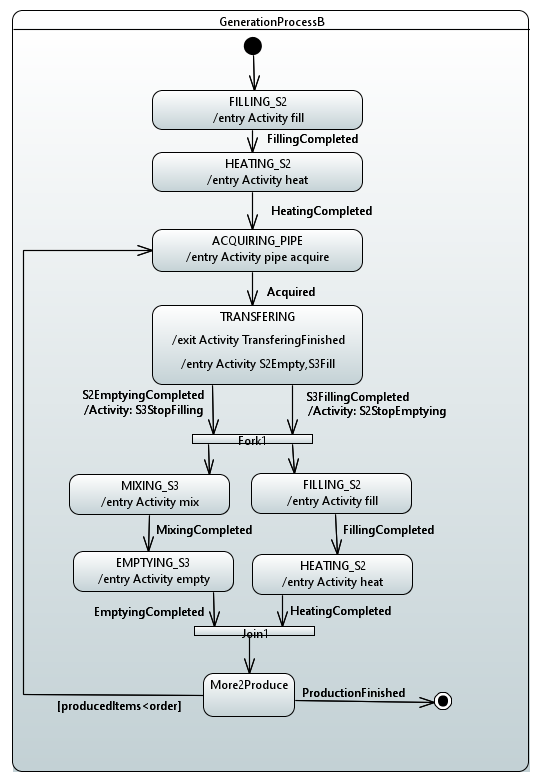 GenerationProcessB
FILLING_S2
/entry Activity fill
FillingCompleted
HEATING_S2
/entry Activity heat
HeatingCompleted
ACQUIRING_PIPE
/entry Activity pipe acquire
Acquired
TRANSFERING
/exit Activity TransferingFinished
/entry Activity S2Empty,S3Fill
S2EmptyingCompleted
/Activity: S3StopFilling
S3FillingCompleted
/Activity: S2StopEmptying
Fork1
MIXING_S3
/entry Activity mix
FILLING_S2
/entry Activity fill
MixingCompleted
FillingCompleted
EMPTYING_S3
/entry Activity empty
HEATING_S2
/entry Activity heat
EmptyingCompleted
HeatingCompleted
Join1
More2Produce
ProductionFinished
[producedItems<order]